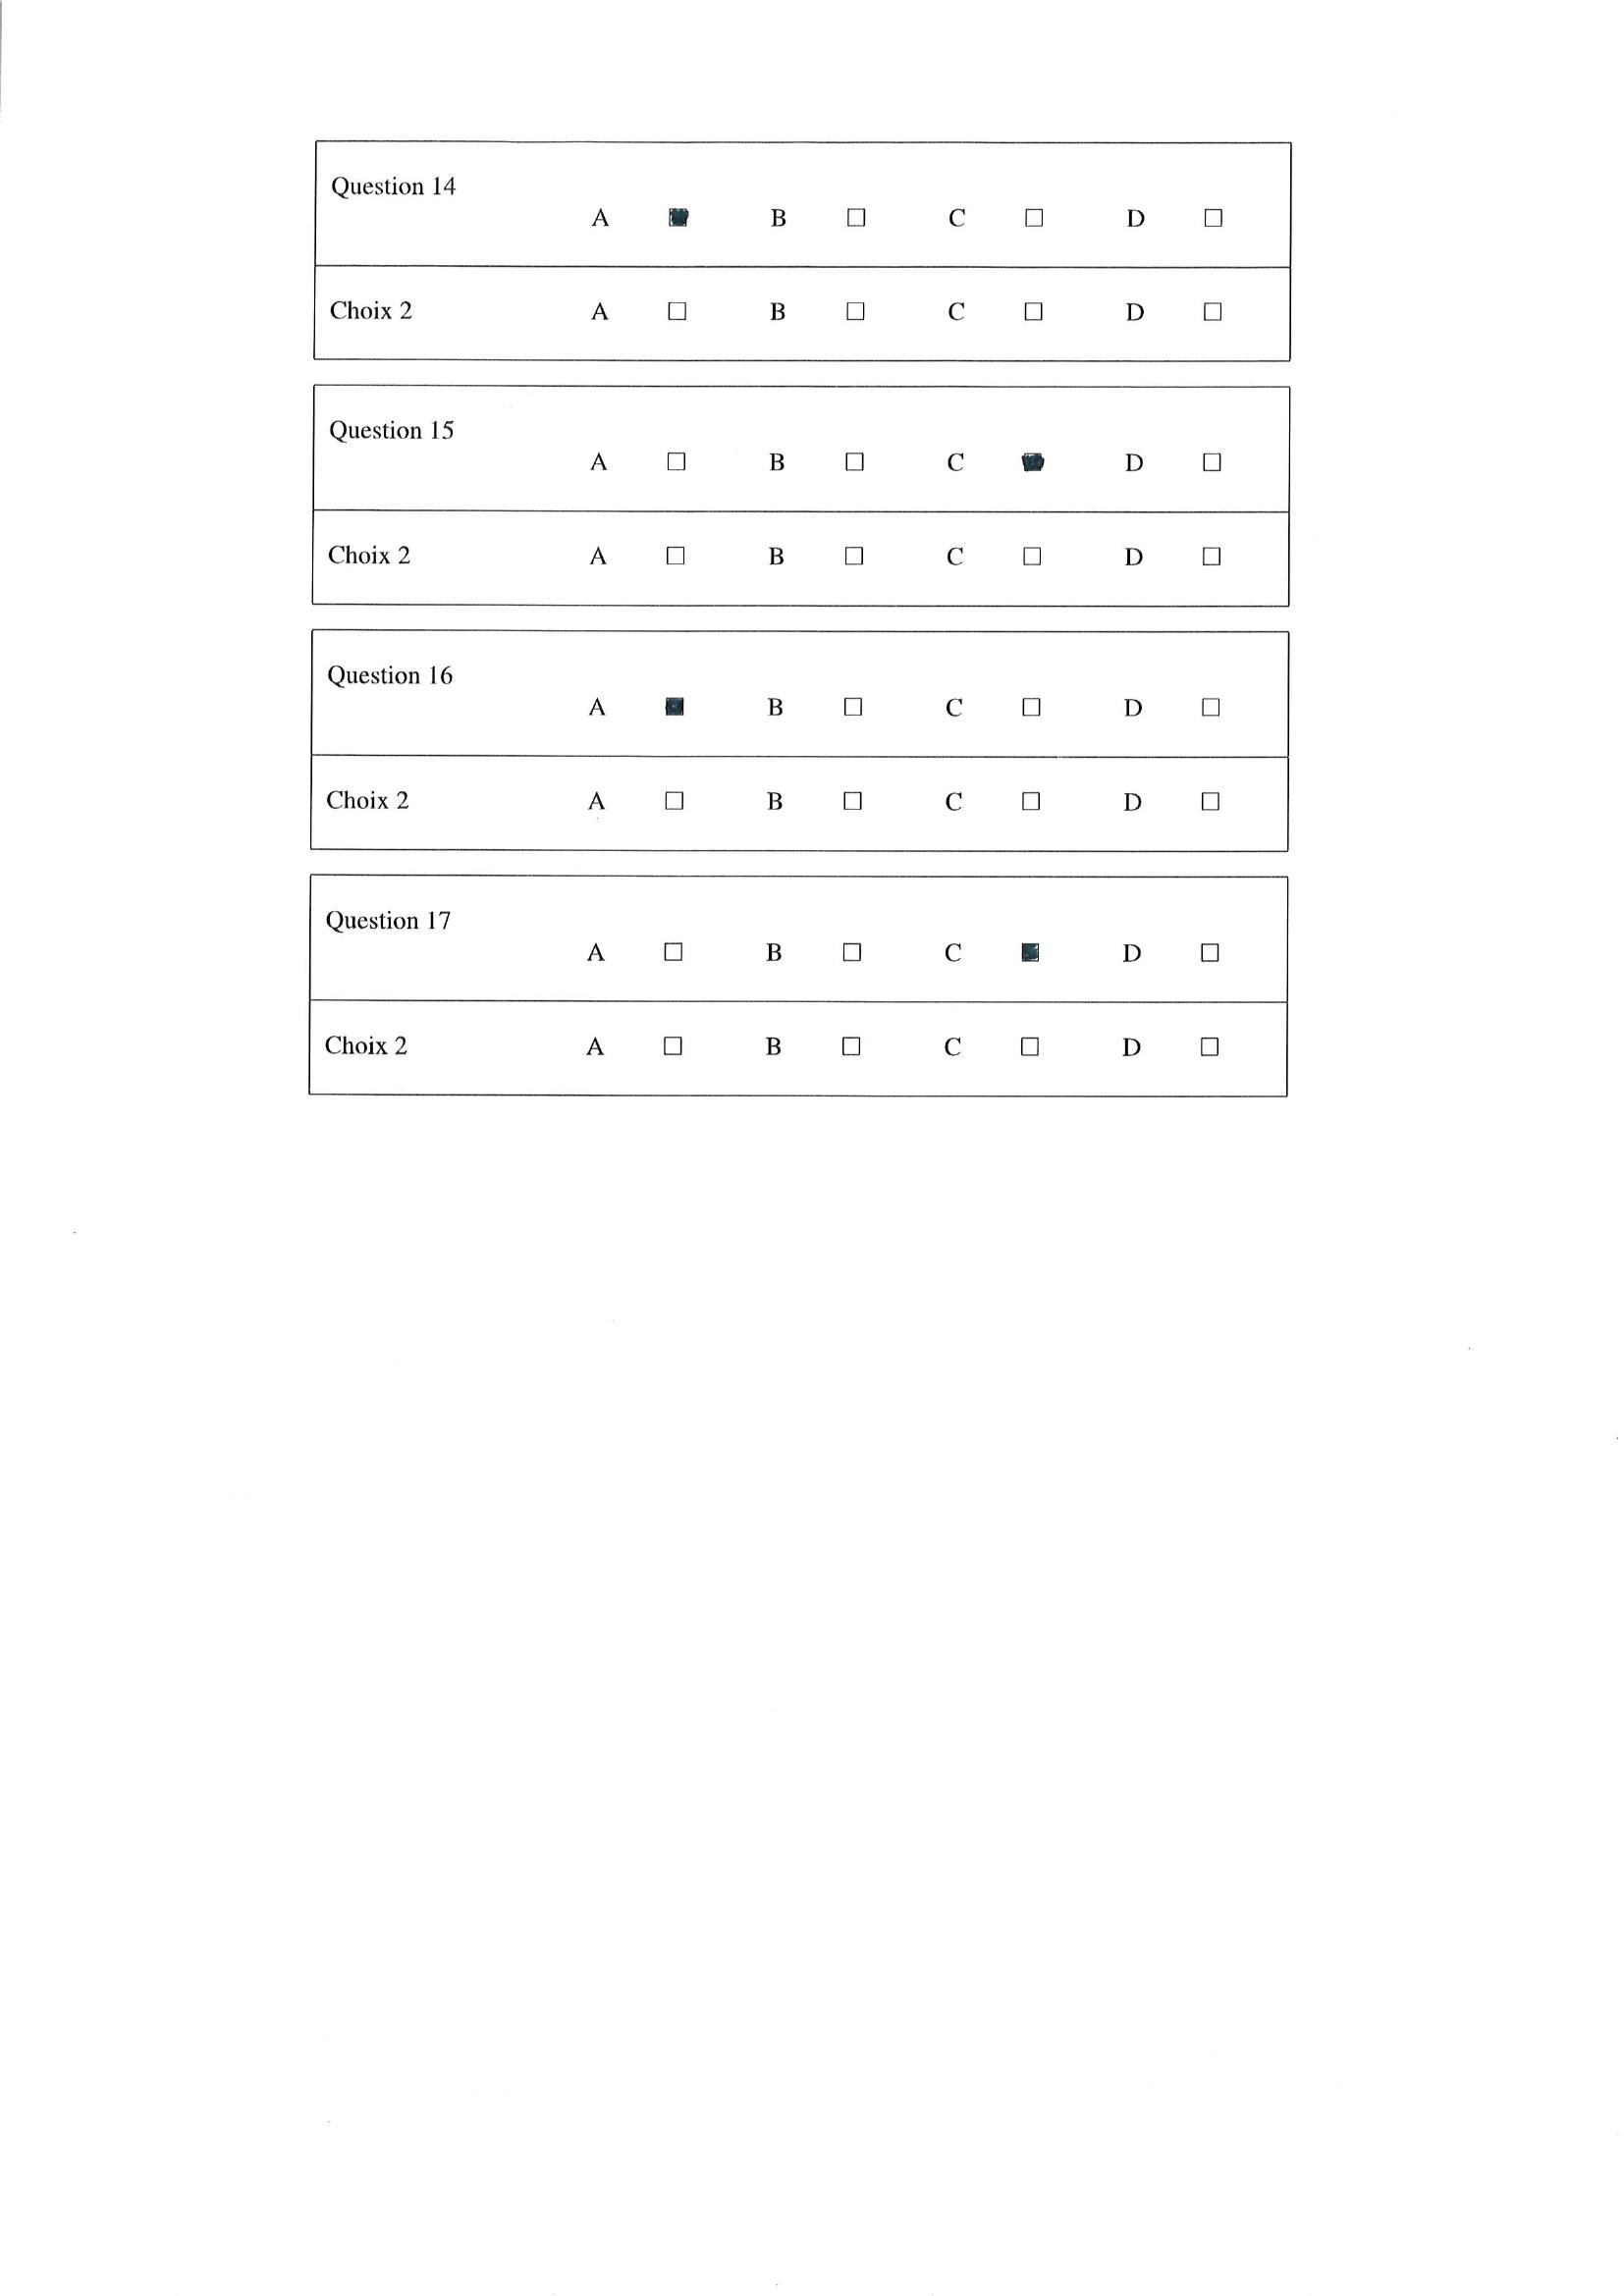 Question 14
A ■ B □ C □ D □
Choix 2 A □ B □ C □ D □
Question 15
A □ B □ C ■ D □
Choix 2 A □ B □ C □ D □
Question 16
A ■ B □ C □ D □
Choix 2 A □ B □ C □ D □
Question 17
A □ B □ C ■ D □
Choix 2 A □ B □ C □ D □